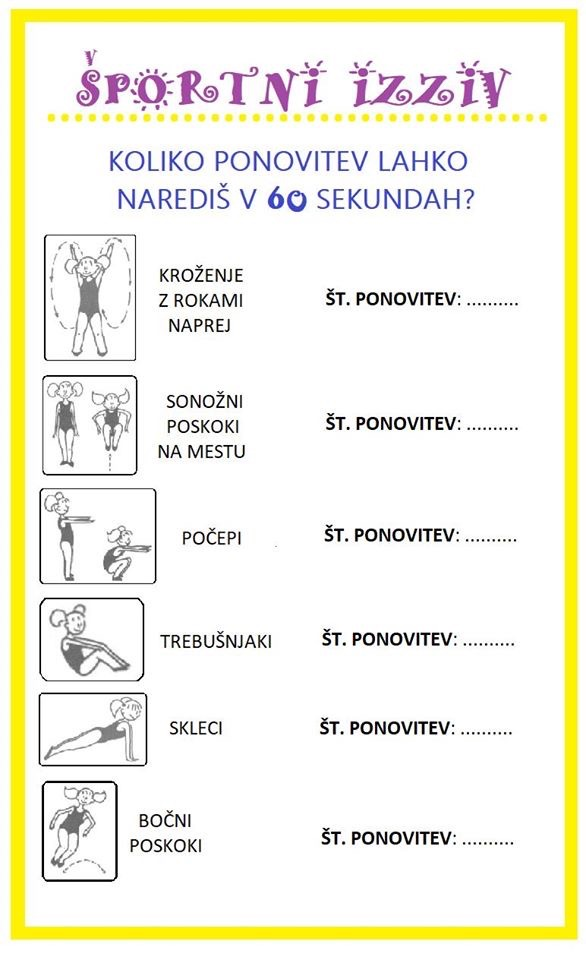 ŠPORTNI IZZIV
KOLIKO PONOVITEV LAHKO
NAREDIŠ V 60 SEKUNDAH?
KROŽENJE
Z ROKAMI
NAPREJ
ŠT. PONOVITEV: ..........
SONOŽNI
POSKOKI
NA MESTU
ŠT. PONOVITEV: ..........
POČEPI
ŠT. PONOVITEV: ..........
TREBUŠNJAKI
ŠT. PONOVITEV: ..........
SKLECI
ŠT. PONOVITEV: ..........
BOČNI
POSKOKI
ŠT. PONOVITEV: ..........